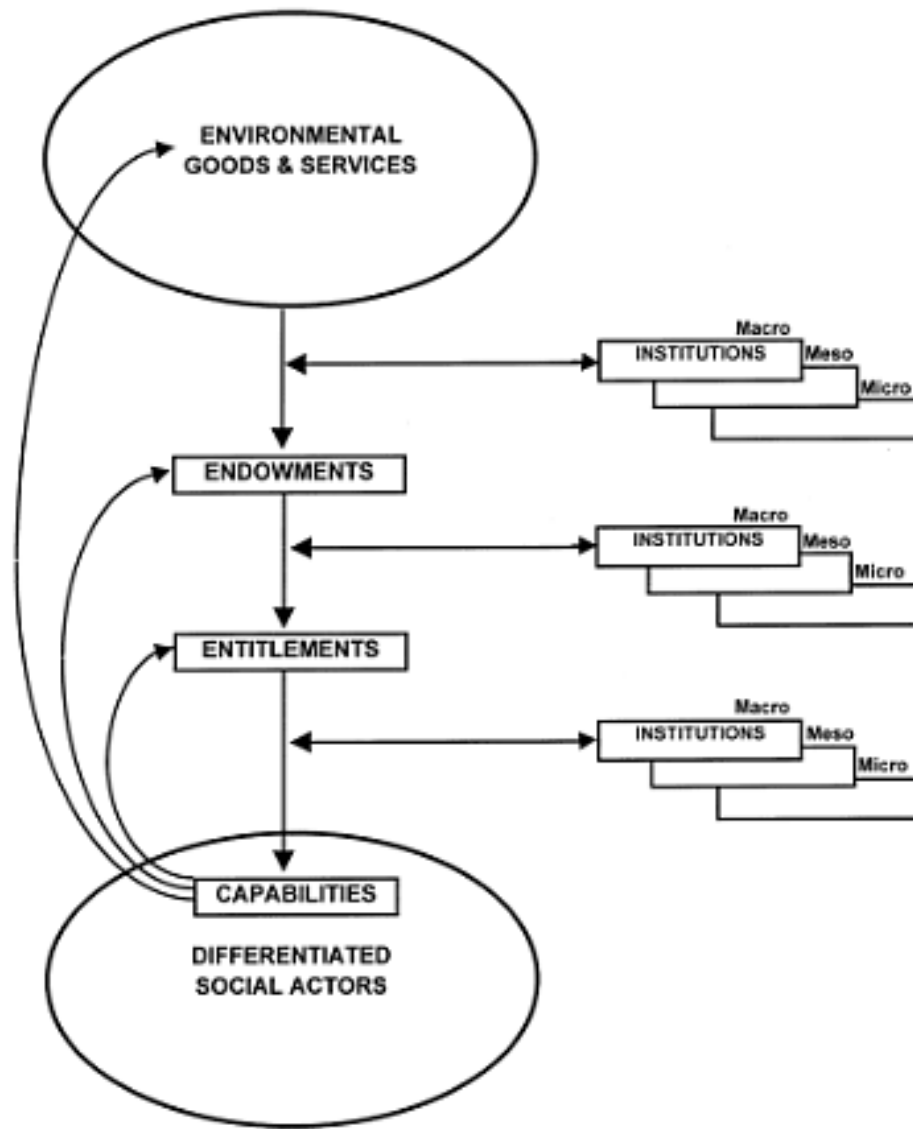 ENVIRONMENTAL
GOODS & SERVICES
Macro
INSTITUTIONS
Meso
Micro
ENDOWMENTS
Macro
INSTITUTIONS
Meso
Micro
ENTITLEMENTS
Macro
INSTITUTIONS
Meso
Micro
CAPABILITIES
DIFFERENTIATED
SOCIAL ACTORS